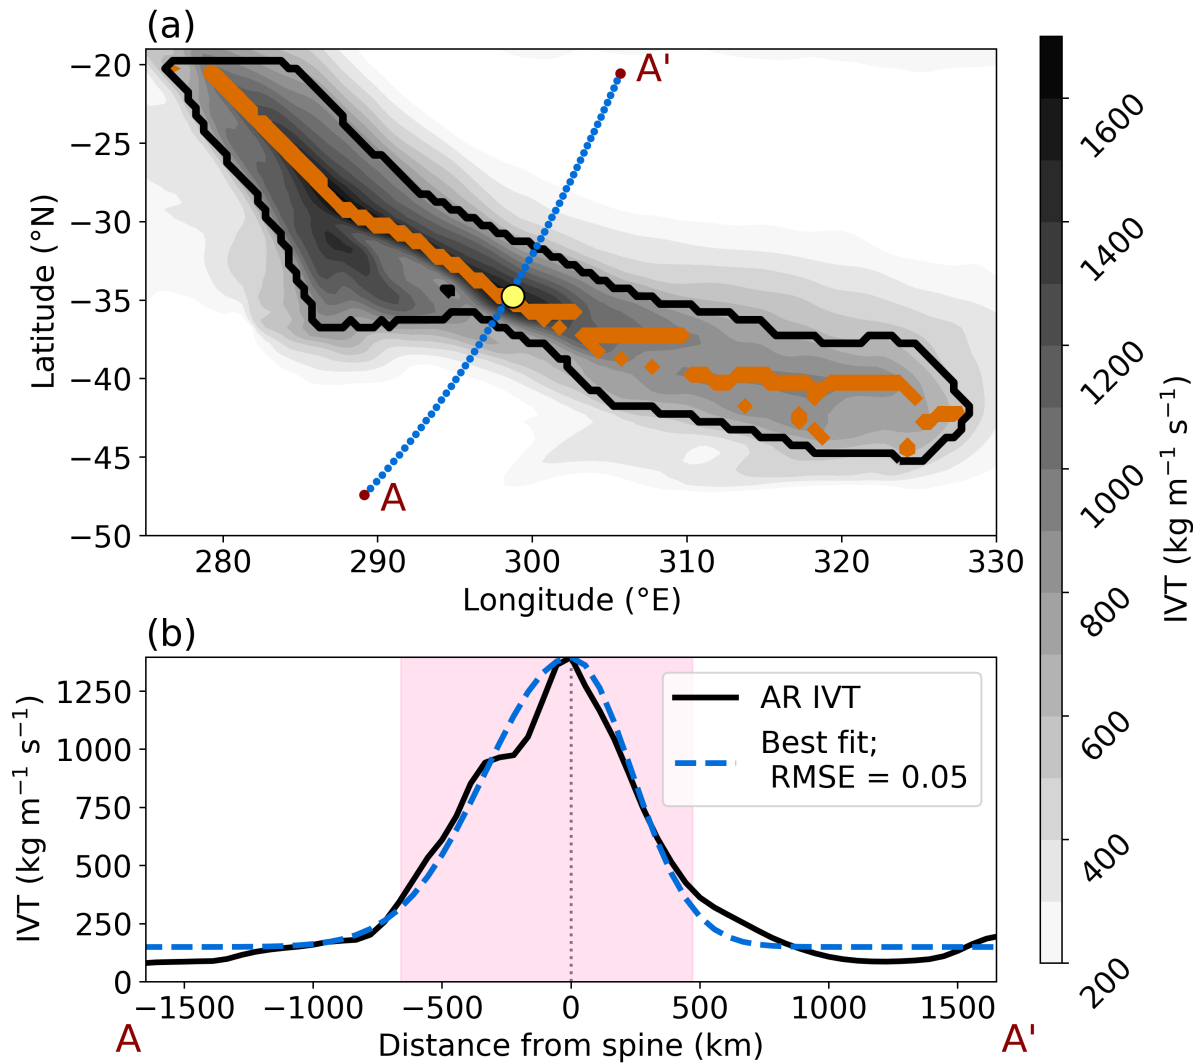 (a)
−20
−25
−30
−35
−40
−45
−50
Latitude (°N)
A'
A
280
290
300
310
320
330
Longitude (°E)
1600
1400
1200
1000
800
600
400
200
IVT (kg m⁻¹ s⁻¹)
(b)
1250
1000
750
500
250
0
IVT (kg m⁻¹ s⁻¹)
AR IVT
Best fit;
RMSE = 0.05
−1500
−1000
−500
0
500
1000
1500
A
Distance from spine (km)
A'